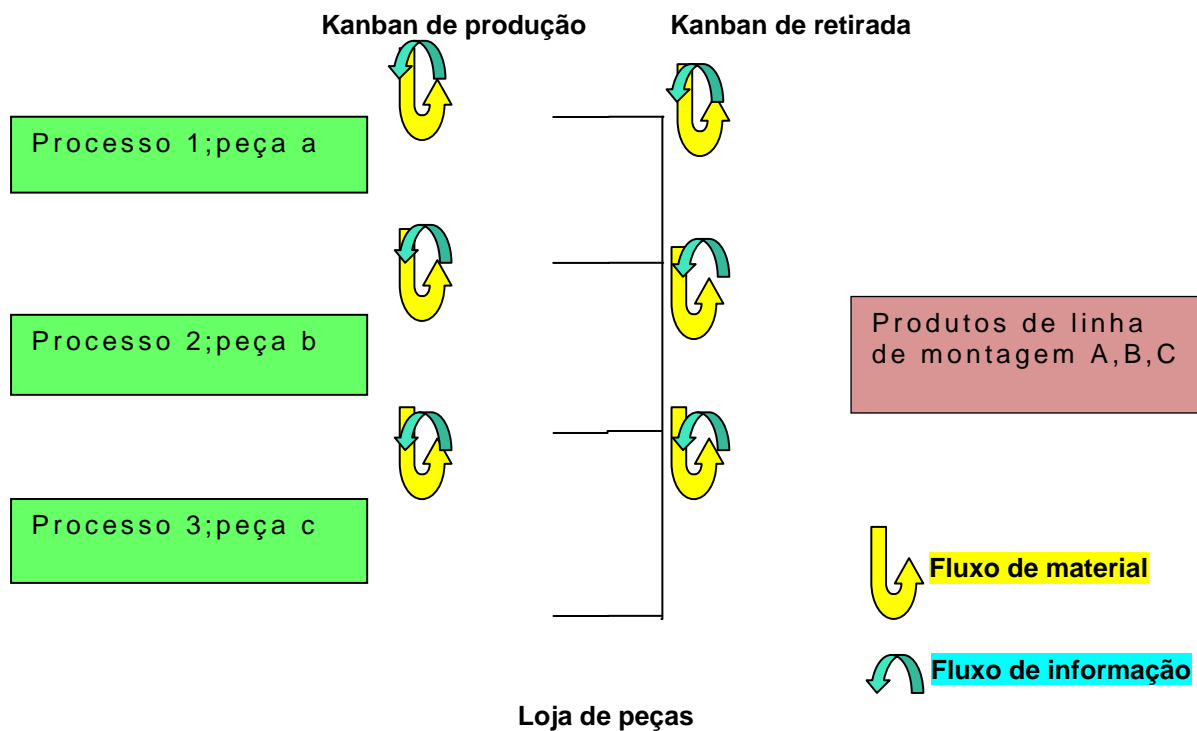 Kanban de produção
Kanban de retirada
Processo 1;peça a
Processo 2;peça b
Produtos de linha
de montagem A,B,C
Processo 3;peça c
Fluxo de material
Fluxo de informação
Loja de peças